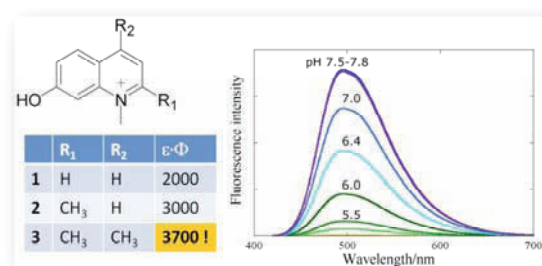 R₂
HO
N
+
R₁
R₁ R₂ ε·Φ
1 H H 2000
2 CH₃ H 3000
3 CH₃ CH₃ 3700 !
Fluorescence intensity
pH 7.5-7.8
7.0
6.4
6.0
5.5
400 500 600 700
Wavelength/nm